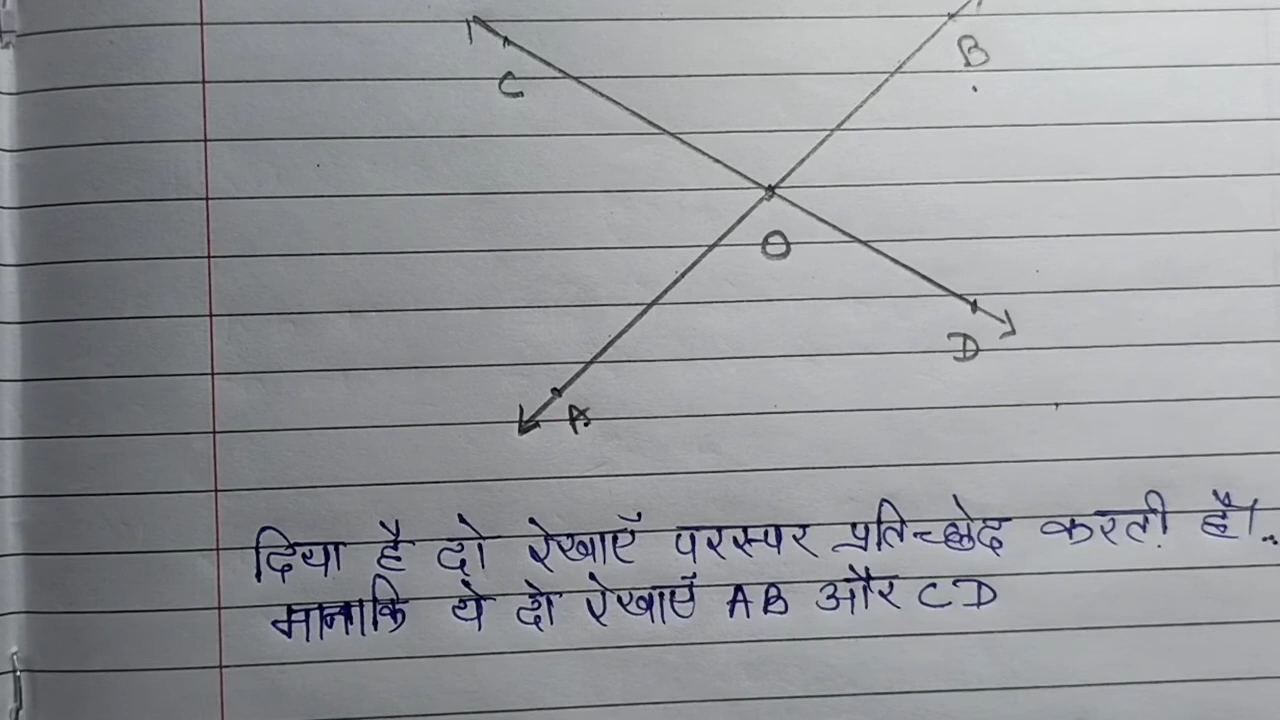 C
B
O
D
A
दिया है दो रेखाएँ परस्पर प्रतिच्छेद करती हैं।
मानाकि ये दो रेखाएँ AB और CD